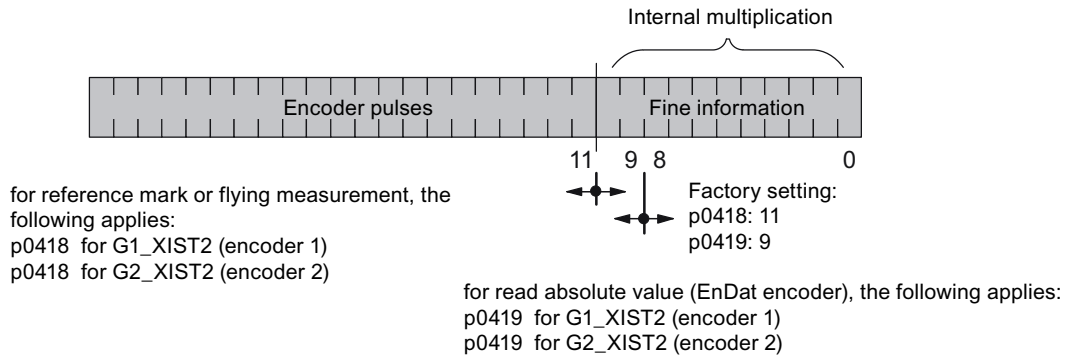 Internal multiplication
Encoder pulses
Fine information
11 9 8 0
for reference mark or flying measurement, the
following applies:
p0418 for G1_XIST2 (encoder 1)
p0418 for G2_XIST2 (encoder 2)
Factory setting:
p0418: 11
p0419: 9
for read absolute value (EnDat encoder), the following applies:
p0419 for G1_XIST2 (encoder 1)
p0419 for G2_XIST2 (encoder 2)